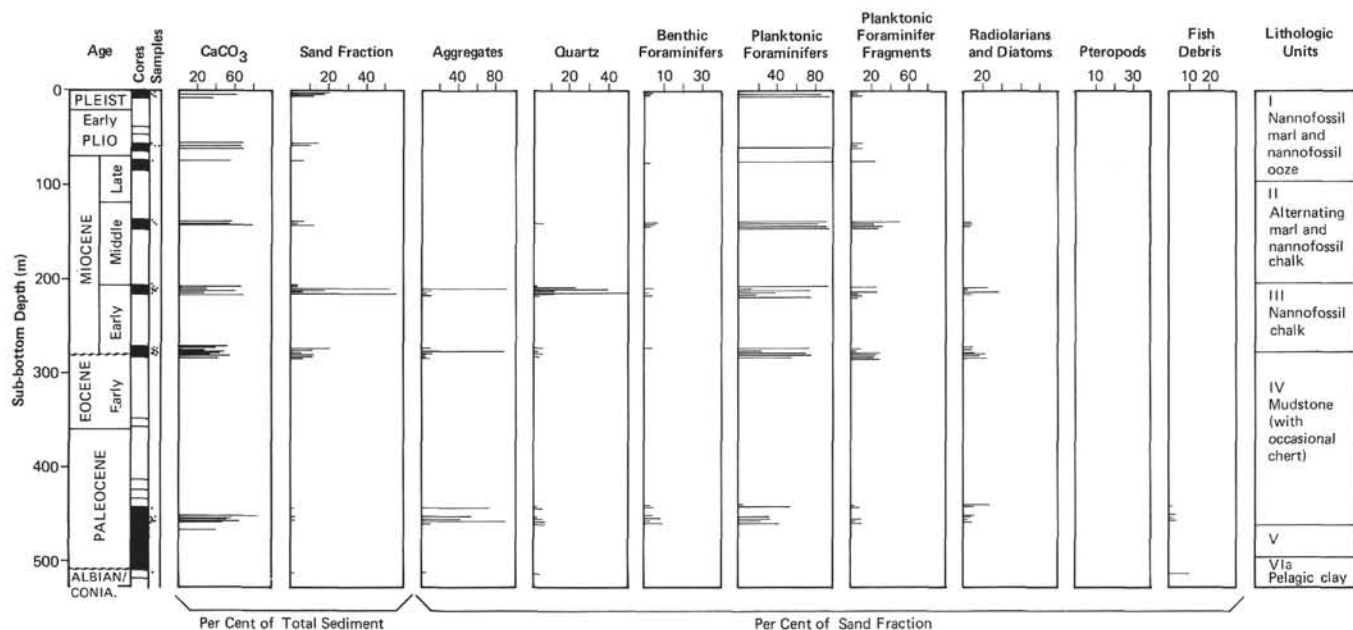 Age
Cores
Samples
CaCO3
20 60
Sand Fraction
20 40
Aggregates
40 80
Quartz
20 40
Benthic
Foraminifers
10 30
Planktonic
Foraminifers
40 80
Planktonic
Foraminifer
Fragments
20 60
Radiolarians
and Diatoms
20
Pteropods
10 30
Fish
Debris
10 20
Lithologic
Units
Sub-bottom Depth (m)
0
100
200
300
400
500
PLEIST
Early
PLIO
MIOCENE
Late
Middle
Early
EOCENE
Early
PALEOCENE
ALBIAN/
CONIA.
I
Nannofossil
marl and
nannofossil
ooze
II
Alternating
marl and
nannofossil
chalk
III
Nannofossil
chalk
IV
Mudstone
(with
occasional
chert)
V
VIa
Pelagic clay
Per Cent of Total Sediment
Per Cent of Sand Fraction